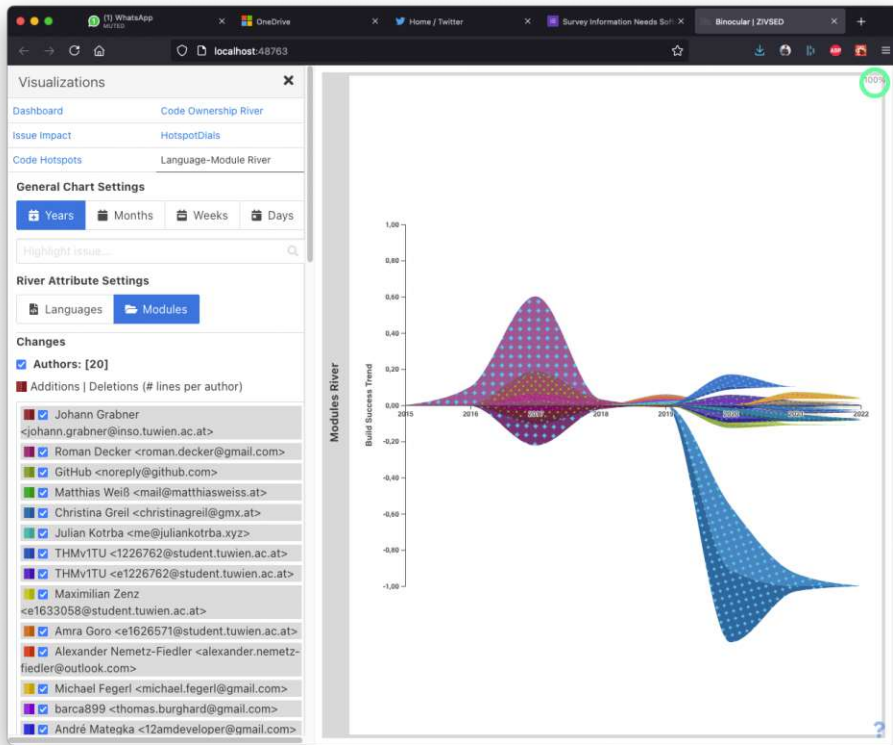 (1) WhatsApp
MUTED
OneDrive
Home / Twitter
Survey Information Needs Soft
Binocular | ZIVSED
localhost:48763
ABP
Visualizations
Dashboard
Code Ownership River
Issue Impact
HotspotDials
Code Hotspots
Language-Module River
General Chart Settings
Years
Months
Weeks
Days
Highlight issue...
River Attribute Settings
Languages
Modules
Changes
Authors: [20]
Additions | Deletions (# lines per author)
Johann Grabner
<johann.grabner@inso.tuwien.ac.at>
Roman Decker <roman.decker@gmail.com>
GitHub <noreply@github.com>
Matthias Weiß <mail@matthiasweiss.at>
Christina Greil <christinagreil@gmx.at>
Julian Kotrba <me@juliankotrba.xyz>
THMv1TU <1226762@student.tuwien.ac.at>
THMv1TU <e1226762@student.tuwien.ac.at>
Maximilian Zenz
<e1633058@student.tuwien.ac.at>
Amra Goro <e1626571@student.tuwien.ac.at>
Alexander Nemetz-Fiedler <alexander.nemetz-
fiedler@outlook.com>
Michael Fegerl <michael.fegerl@gmail.com>
barca899 <thomas.burghard@gmail.com>
André Mategka <12amdeveloper@gmail.com>
100%
Modules River
Build Success Trend
1,00
0,80
0,60
0,40
0,20
0,00
-0,20
-0,40
-0,60
-0,80
-1,00
2015
2016
2017
2018
2019
2020
2021
2022
?